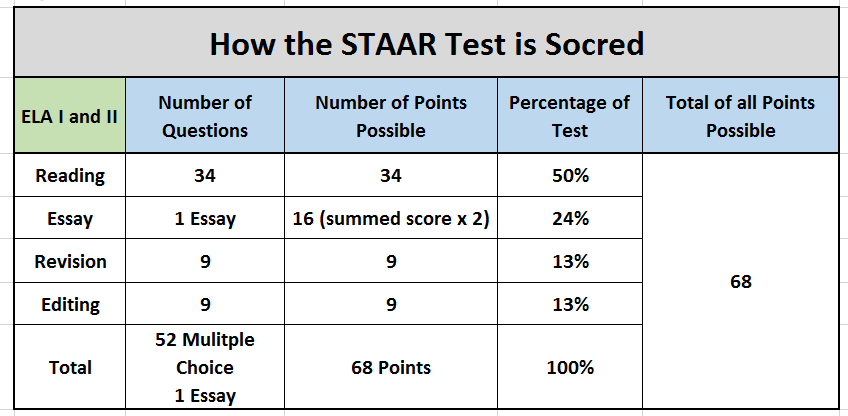 How the STAAR Test is Socred
ELA I and II
Number of
Questions
Number of Points
Possible
Percentage of
Test
Total of all Points
Possible
Reading
34
34
50%
Essay
1 Essay
16 (summed score x 2)
24%
Revision
9
9
13%
68
Editing
9
9
13%
Total
52 Mulitple
Choice
1 Essay
68 Points
100%